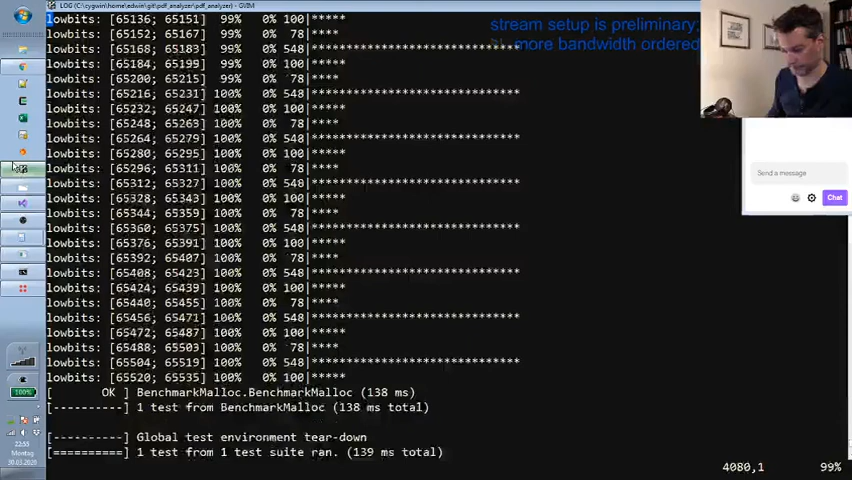 LOG (C:\cygwin\home\edwin\git\pdf_analyzer\pdf_analyzer) - GVIM
stream setup is preliminary;
more bandwidth ordered
lowbits: [65136; 65151] 99% 0% 100|*****
lowbits: [65152; 65167] 99% 0% 78|****
lowbits: [65168; 65183] 99% 0% 548|******************************
lowbits: [65184; 65199] 99% 0% 100|*****
lowbits: [65200; 65215] 99% 0% 78|****
lowbits: [65216; 65231] 99% 0% 548|******************************
lowbits: [65232; 65247] 100% 0% 100|*****
lowbits: [65248; 65263] 100% 0% 78|****
lowbits: [65264; 65279] 100% 0% 548|******************************
lowbits: [65280; 65295] 100% 0% 100|*****
lowbits: [65296; 65311] 100% 0% 78|****
lowbits: [65312; 65327] 100% 0% 548|******************************
lowbits: [65328; 65343] 100% 0% 100|*****
lowbits: [65344; 65359] 100% 0% 78|****
lowbits: [65360; 65375] 100% 0% 548|******************************
lowbits: [65376; 65391] 100% 0% 100|*****
lowbits: [65392; 65407] 100% 0% 78|****
lowbits: [65408; 65423] 100% 0% 548|******************************
lowbits: [65424; 65439] 100% 0% 100|*****
lowbits: [65440; 65455] 100% 0% 78|****
lowbits: [65456; 65471] 100% 0% 548|******************************
lowbits: [65472; 65487] 100% 0% 100|*****
lowbits: [65488; 65503] 100% 0% 78|****
lowbits: [65504; 65519] 100% 0% 548|******************************
lowbits: [65520; 65535] 100% 0% 100|*****
[ OK ] BenchmarkMalloc.BenchmarkMalloc (138 ms)
[----------] 1 test from BenchmarkMalloc (138 ms total)
[----------] Global test environment tear-down
[==========] 1 test from 1 test suite ran. (139 ms total)
4080,1 99%
Send a message
Chat
100%
22:55
Montag
30.03.2020